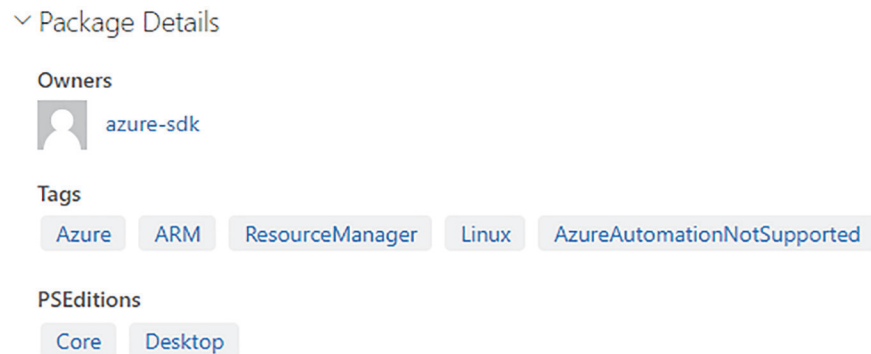 Package Details
Owners
azure-sdk
Tags
Azure ARM ResourceManager Linux AzureAutomationNotSupported
PSEditions
Core Desktop